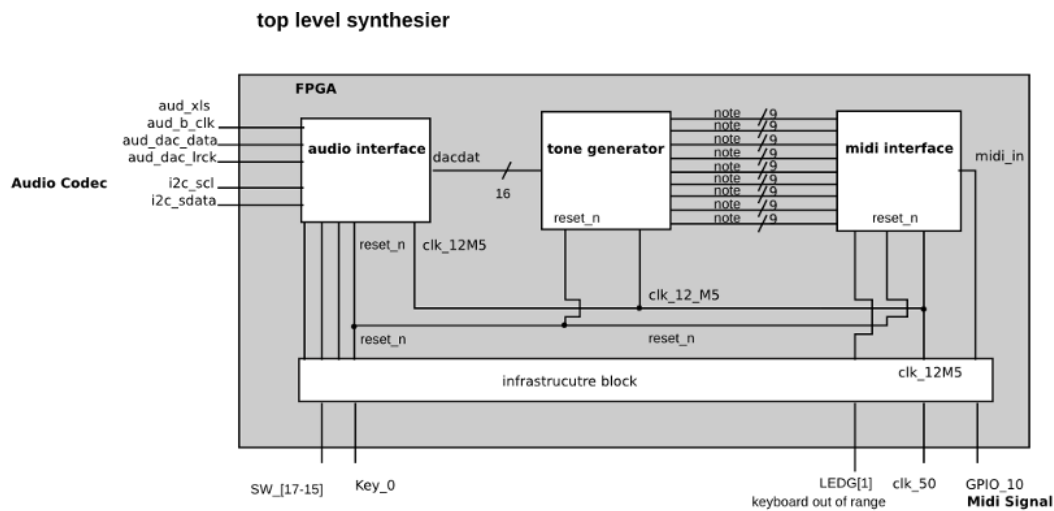 top level synthesier
FPGA
aud_xls
aud_b_clk
aud_dac_data
aud_dac_lrck
Audio Codec
i2c_scl
i2c_sdata
audio interface
dacdat
16
tone generator
reset_n
note 9
note 9
note 9
note 9
note 9
note 9
note 9
note 9
note 9
midi interface
reset_n
midi_in
reset_n
clk_12M5
clk_12_M5
reset_n
reset_n
infrastrucutre block
clk_12M5
SW_[17-15]
Key_0
LEDG[1]
keyboard out of range
clk_50
GPIO_10
Midi Signal